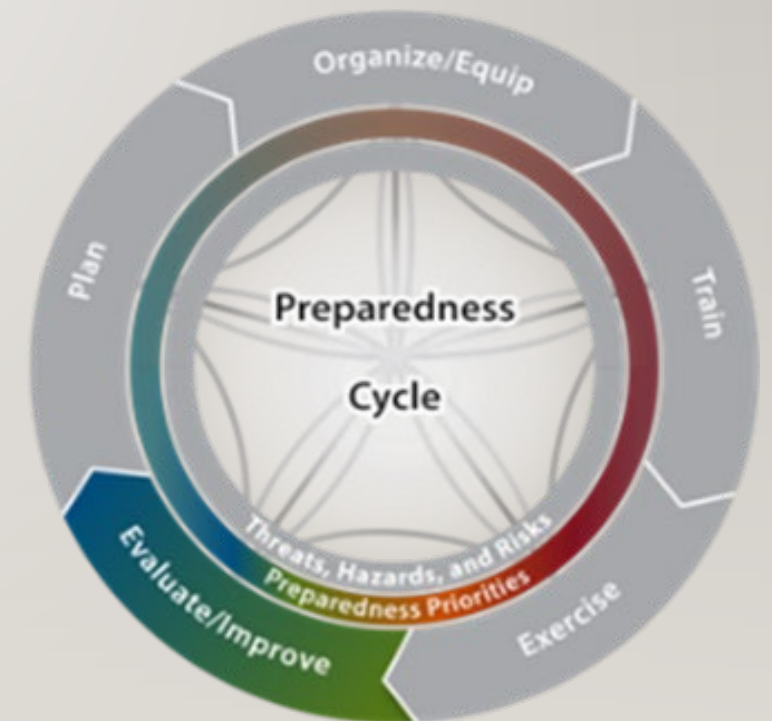 Organize/Equip
Plan
Train
Preparedness
Cycle
Threats, Hazards, and Risks
Preparedness Priorities
Evaluate/Improve
Exercise